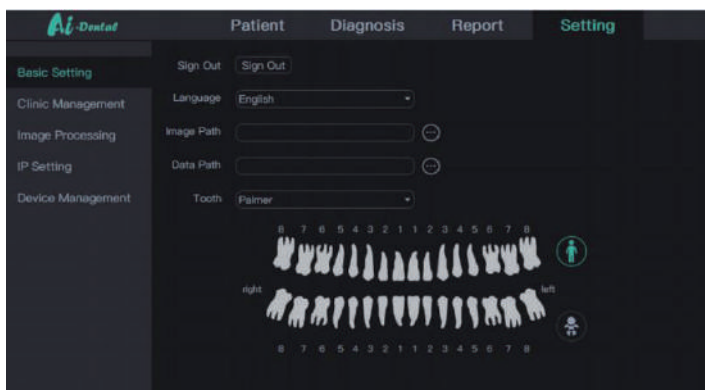 Ai-Dental
Patient Diagnosis Report Setting
Basic Setting
Clinic Management
Image Processing
IP Setting
Device Management
Sign Out Sign Out
Language English
Image Path
Data Path
Tooth Palmer
8 7 6 5 4 3 2 1 1 2 3 4 5 6 7 8
right left
8 7 6 5 4 3 2 1 1 2 3 4 5 6 7 8